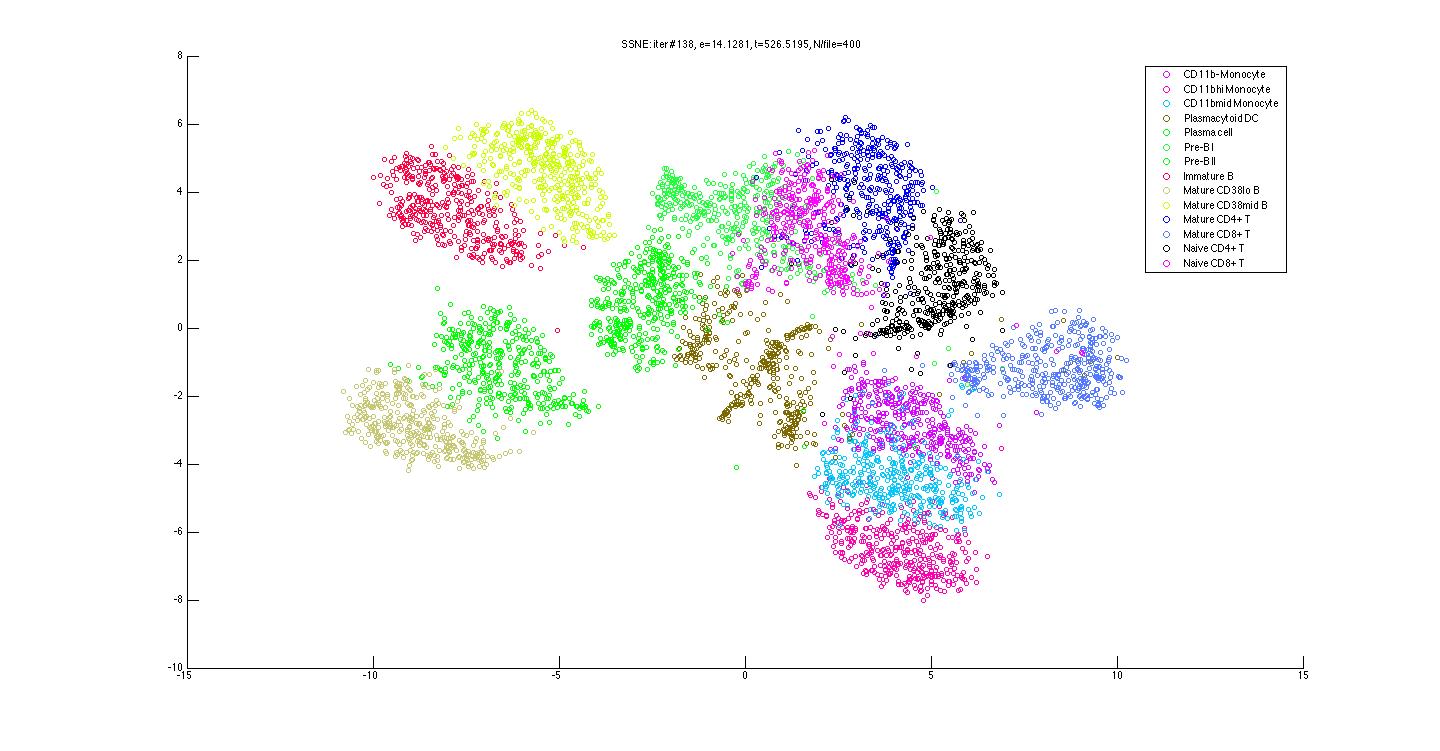 SSNE: iter#138, e=14.1281, t=526.5195, N/file=400
8
6
4
2
0
-2
-4
-6
-8
-10
-15
-10
-5
0
5
10
15
CD11b- Monocyte
CD11bhi Monocyte
CD11bmid Monocyte
Plasmacytoid DC
Plasma cell
Pre-B I
Pre-B II
Immature B
Mature CD38lo B
Mature CD38mid B
Mature CD4+ T
Mature CD8+ T
Naive CD4+ T
Naive CD8+ T